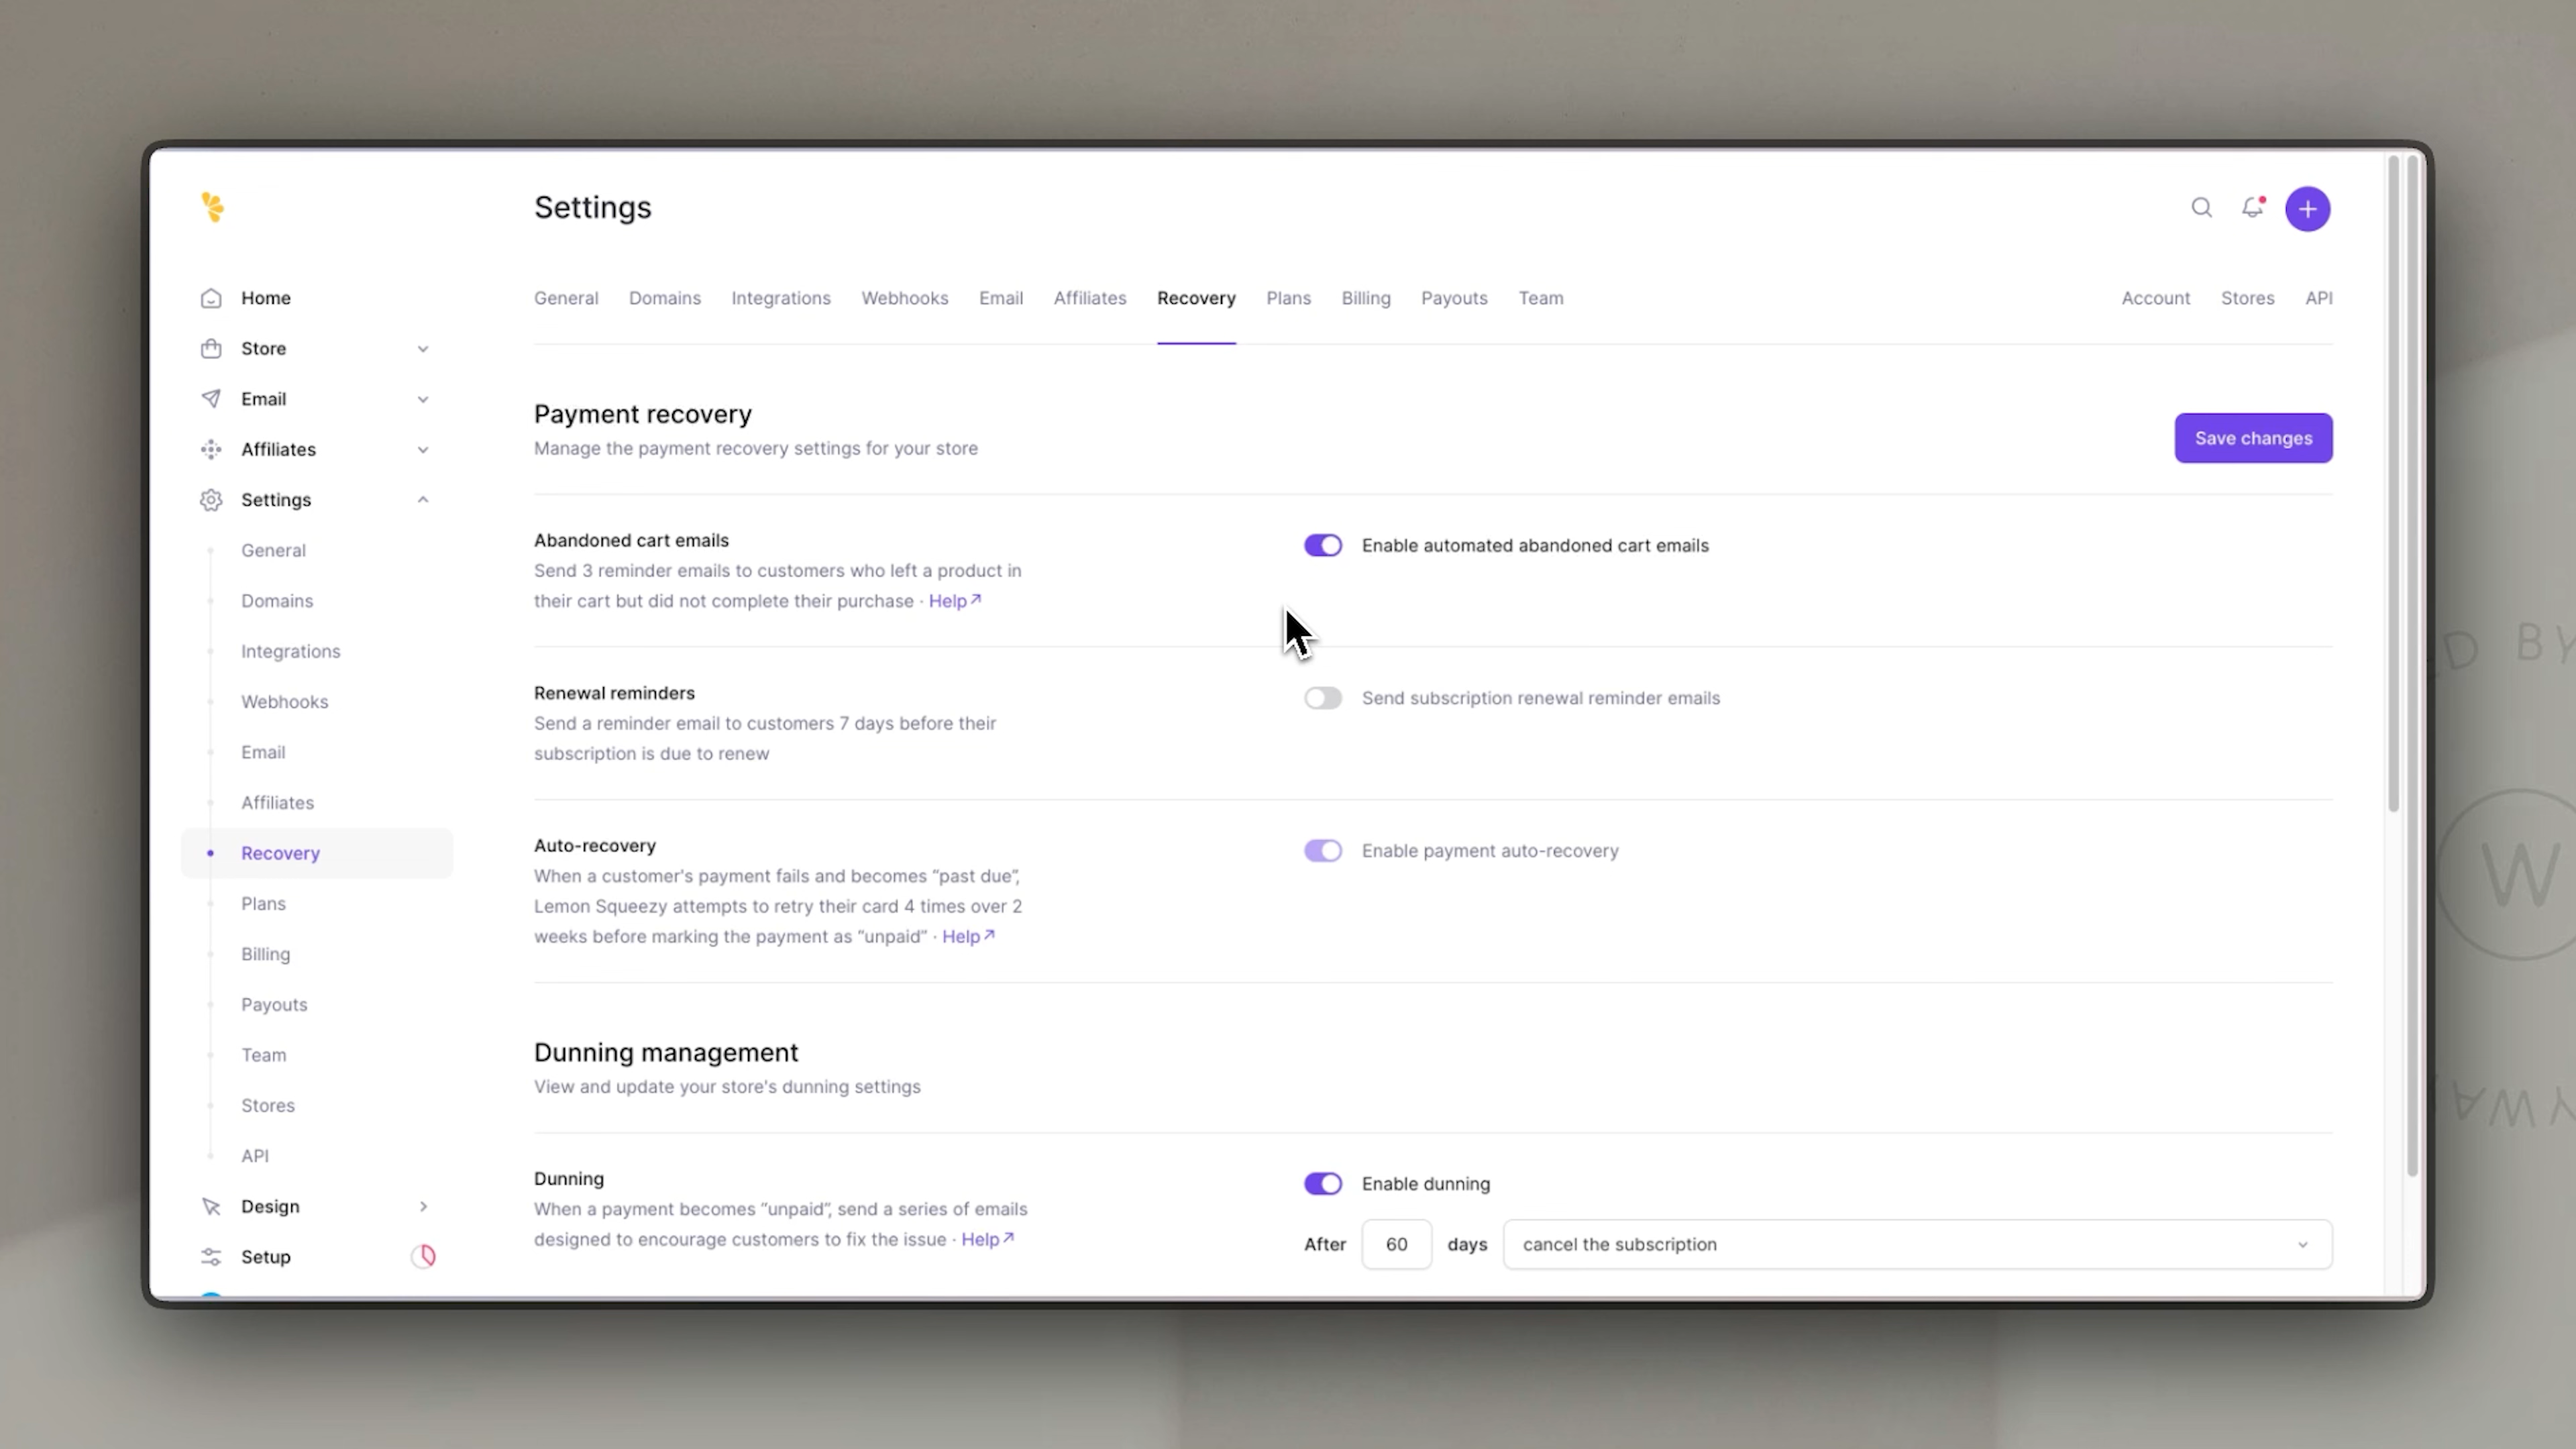 Settings
General Domains Integrations Webhooks Email Affiliates Recovery Plans Billing Payouts Team Account Stores API
Home
Store
Email
Affiliates
Settings
General
Domains
Integrations
Webhooks
Email
Affiliates
Recovery
Plans
Billing
Payouts
Team
Stores
API
Design
Setup
Payment recovery
Manage the payment recovery settings for your store
Save changes
Abandoned cart emails
Send 3 reminder emails to customers who left a product in
their cart but did not complete their purchase · Help↗
Enable automated abandoned cart emails
Renewal reminders
Send a reminder email to customers 7 days before their
subscription is due to renew
Send subscription renewal reminder emails
Auto-recovery
When a customer's payment fails and becomes “past due”,
Lemon Squeezy attempts to retry their card 4 times over 2
weeks before marking the payment as “unpaid” · Help↗
Enable payment auto-recovery
Dunning management
View and update your store's dunning settings
Dunning
When a payment becomes “unpaid”, send a series of emails
designed to encourage customers to fix the issue · Help↗
Enable dunning
After 60 days cancel the subscription
BY
W